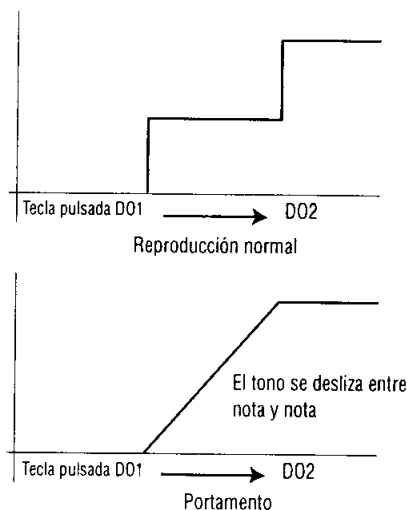 Tecla pulsada DO1 DO2
Reproducción normal
El tono se desliza entre
nota y nota
Tecla pulsada DO1 DO2
Portamento